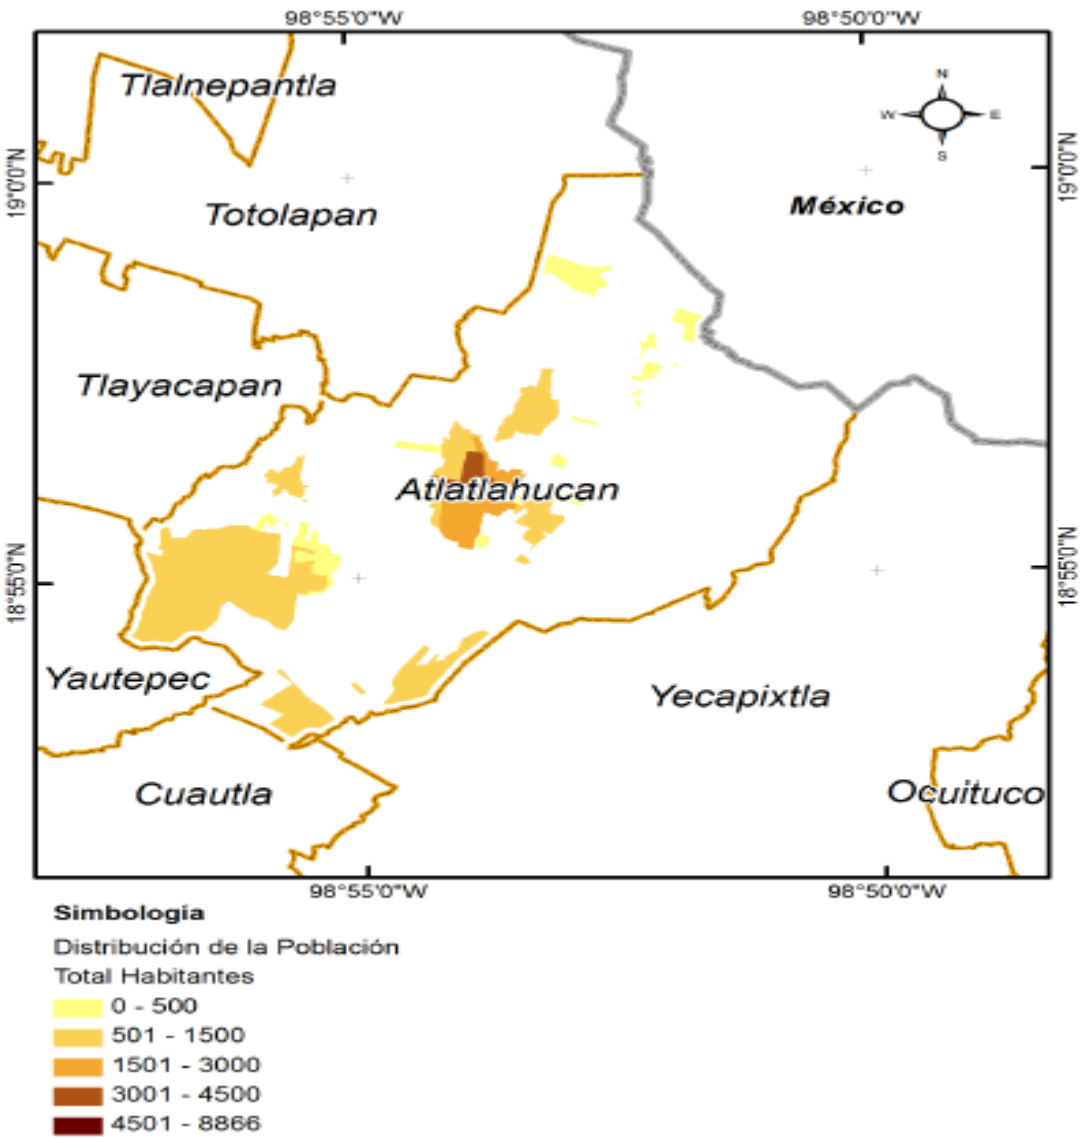 98°55'0"W 98°50'0"W
Tlalnepantla
N
W E
S
19°0'0"N
19°0'0"N
México
Totolapan
Tlayacapan
Atlatlahucan
18°55'0"N
18°55'0"N
Yautepec
Yecapixtla
Cuautla
Ocuituco
98°55'0"W 98°50'0"W
Simbología
Distribución de la Población
Total Habitantes
0 - 500
501 - 1500
1501 - 3000
3001 - 4500
4501 - 8866